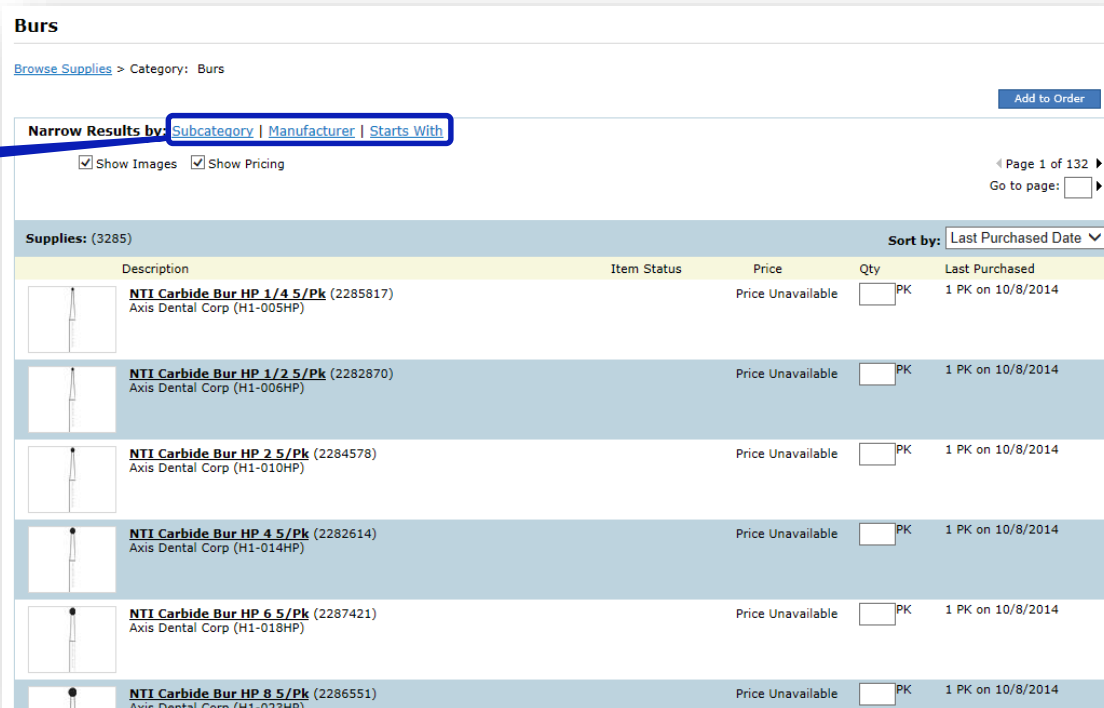 Burs
Browse Supplies > Category: Burs
Add to Order
Narrow Results by: Subcategory | Manufacturer | Starts With
Show Images Show Pricing
Page 1 of 132
Go to page:
Supplies: (3285) Sort by: Last Purchased Date
Description Item Status Price Qty Last Purchased
NTI Carbide Bur HP 1/4 5/Pk (2285817) Price Unavailable PK 1 PK on 10/8/2014
Axis Dental Corp (H1-005HP)
NTI Carbide Bur HP 1/2 5/Pk (2282870) Price Unavailable PK 1 PK on 10/8/2014
Axis Dental Corp (H1-006HP)
NTI Carbide Bur HP 2 5/Pk (2284578) Price Unavailable PK 1 PK on 10/8/2014
Axis Dental Corp (H1-010HP)
NTI Carbide Bur HP 4 5/Pk (2282614) Price Unavailable PK 1 PK on 10/8/2014
Axis Dental Corp (H1-014HP)
NTI Carbide Bur HP 6 5/Pk (2287421) Price Unavailable PK 1 PK on 10/8/2014
Axis Dental Corp (H1-018HP)
NTI Carbide Bur HP 8 5/Pk (2286551) Price Unavailable PK 1 PK on 10/8/2014
Axis Dental Corp (H1-023HP)